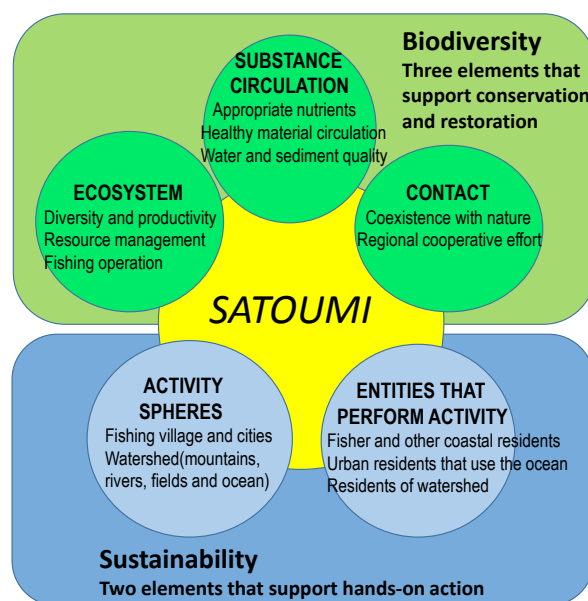 Biodiversity
Three elements that
support conservation
and restoration
SUBSTANCE
CIRCULATION
Appropriate nutrients
Healthy material circulation
Water and sediment quality
ECOSYSTEM
Diversity and productivity
Resource management
Fishing operation
CONTACT
Coexistence with nature
Regional cooperative effort
SATOUMI
ACTIVITY
SPHERES
Fishing village and cities
Watershed(mountains,
rivers, fields and ocean)
ENTITIES THAT
PERFORM ACTIVITY
Fisher and other coastal residents
Urban residents that use the ocean
Residents of watershed
Sustainability
Two elements that support hands-on action